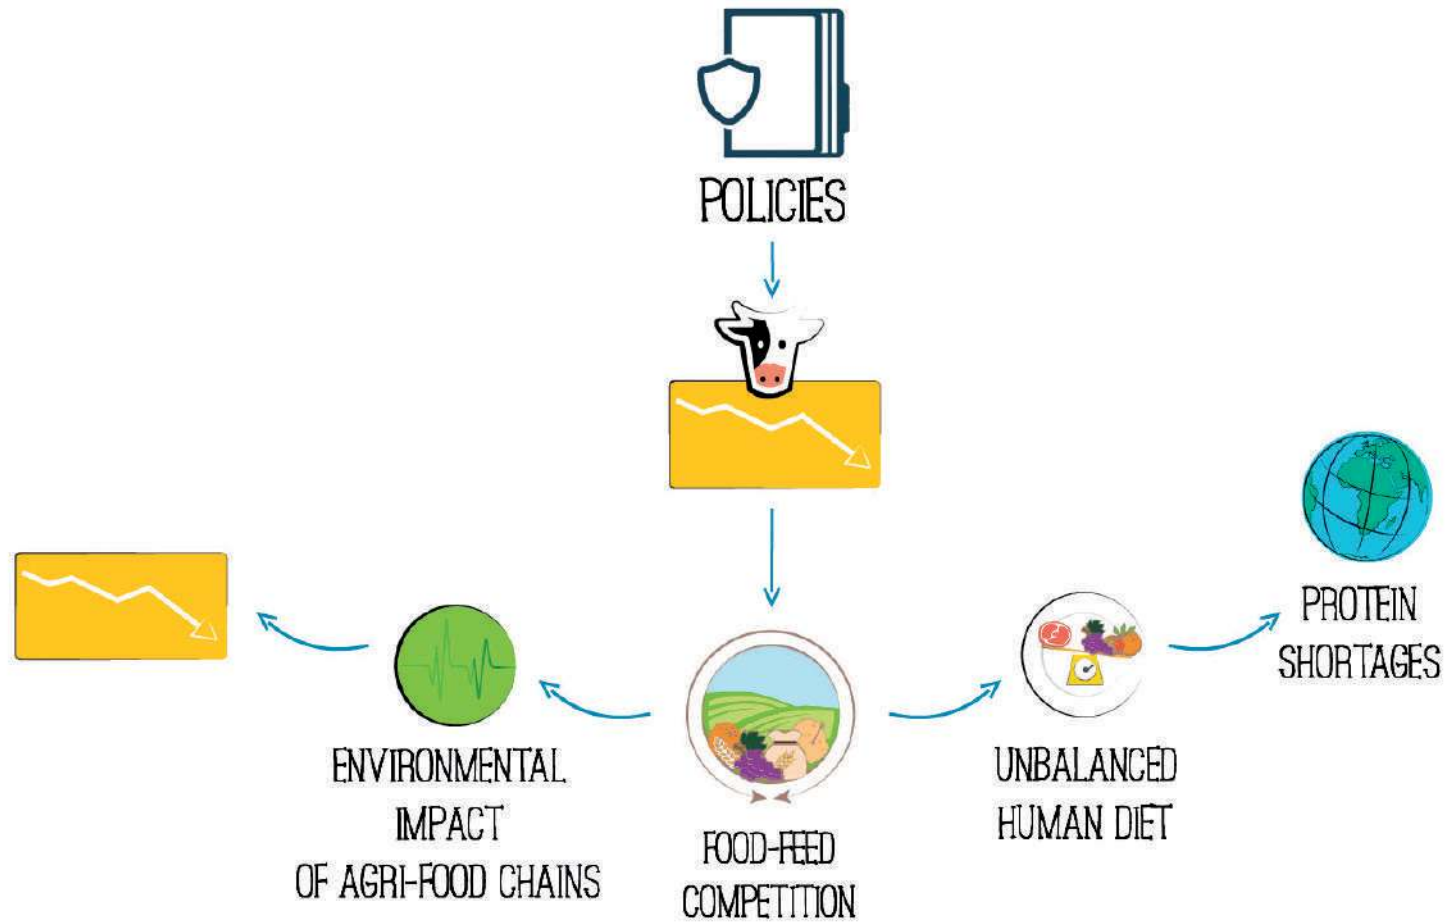 POLICIES
PROTEIN
SHORTAGES
ENVIRONMENTAL
IMPACT
OF AGRI-FOOD CHAINS
FOOD-FEED
COMPETITION
UNBALANCED
HUMAN DIET